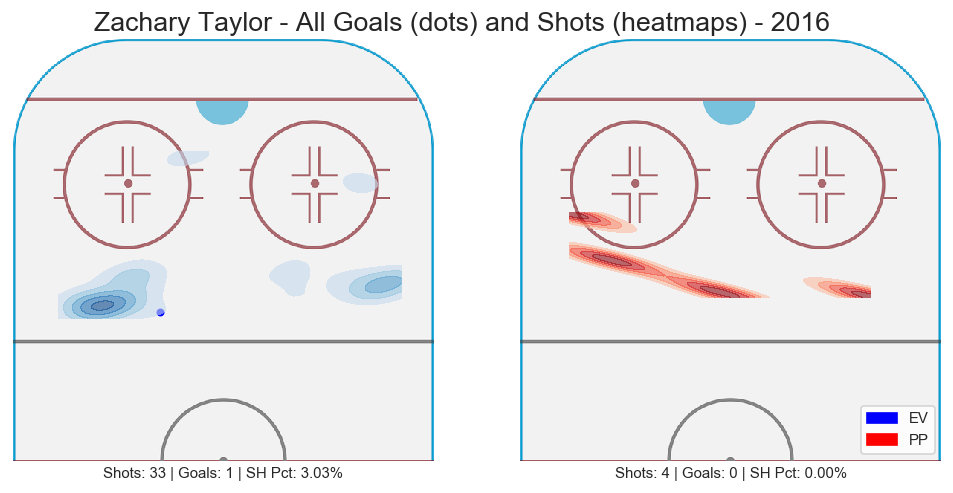 Zachary Taylor - All Goals (dots) and Shots (heatmaps) - 2016
EV
PP
Shots: 33 | Goals: 1 | SH Pct: 3.03%
Shots: 4 | Goals: 0 | SH Pct: 0.00%